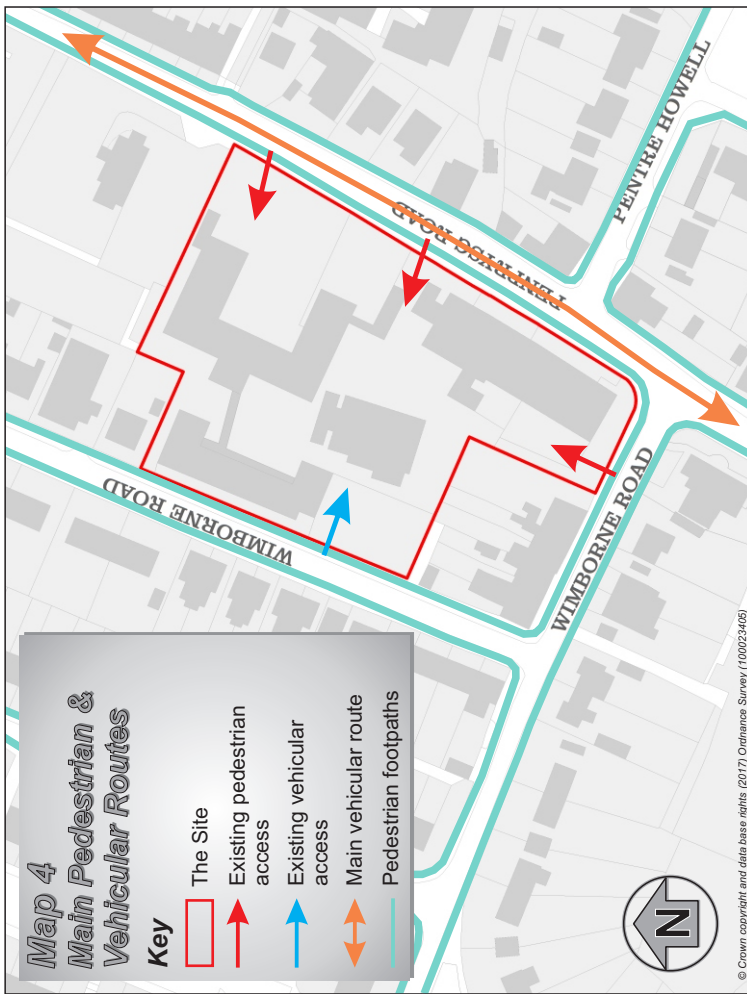 Map 4
Main Pedestrian &
Vehicular Routes
Key
The Site
Existing pedestrian
access
Existing vehicular
access
Main vehicular route
Pedestrian footpaths
WIMBORNE ROAD
PENPRYSG ROAD
PENTRE HOWELL
WIMBORNE ROAD
N
© Crown copyright and data base rights (2017) Ordnance Survey (100023405)